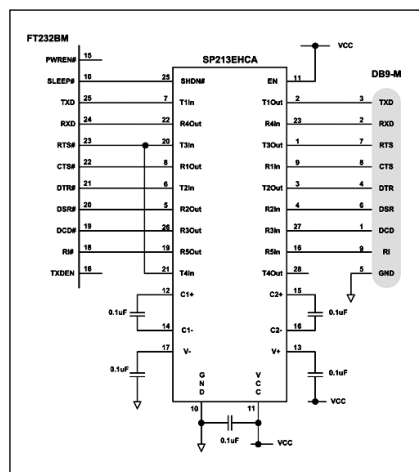 FT232BM
SP213EHCA
VCC
DB9-M
PWREN# 15
SLEEP# 10 25 SHDN# EN 11
TXD 25 7 T1In T1Out 2 3 TXD
RXD 24 22 R4Out R4In 23 2 RXD
RTS# 23 20 T3In T3Out 1 7 RTS
CTS# 22 8 R1Out R1In 9 8 CTS
DTR# 21 6 T2In T2Out 3 4 DTR
DSR# 20 5 R2Out R2In 4 6 DSR
DCD# 19 26 R3Out R3In 27 1 DCD
RI# 18 19 R5Out R5In 16 9 RI
TXDEN 16 21 T4In T4Out 28 5 GND
12 C1+ C2+ 15
0.1uF 0.1uF
14 C1- C2- 16
17 V- V+ 13
0.1uF 0.1uF
GND VCC
10 11 VCC
0.1uF VCC